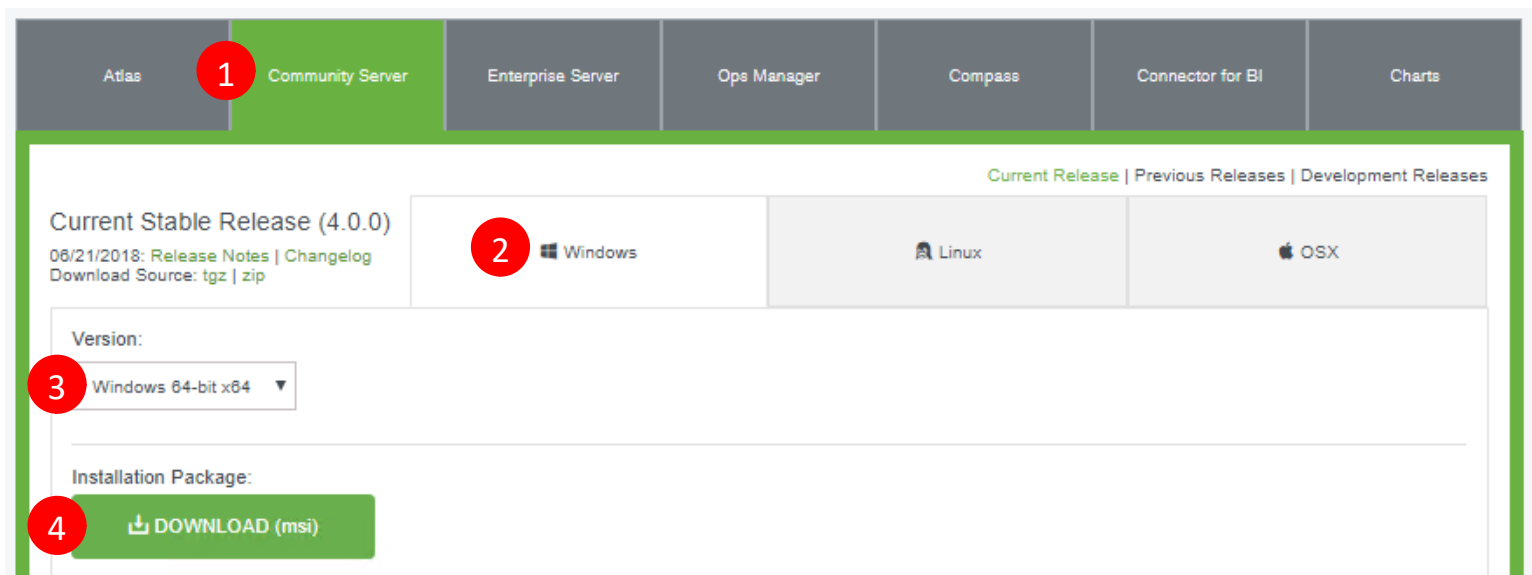 Atlas
1
Community Server
Enterprise Server
Ops Manager
Compass
Connector for BI
Charts
Current Release | Previous Releases | Development Releases
Current Stable Release (4.0.0)
06/21/2018: Release Notes | Changelog
Download Source: tgz | zip
2
Windows
Linux
OSX
Version:
3
Windows 64-bit x64
Installation Package:
4
DOWNLOAD (msi)